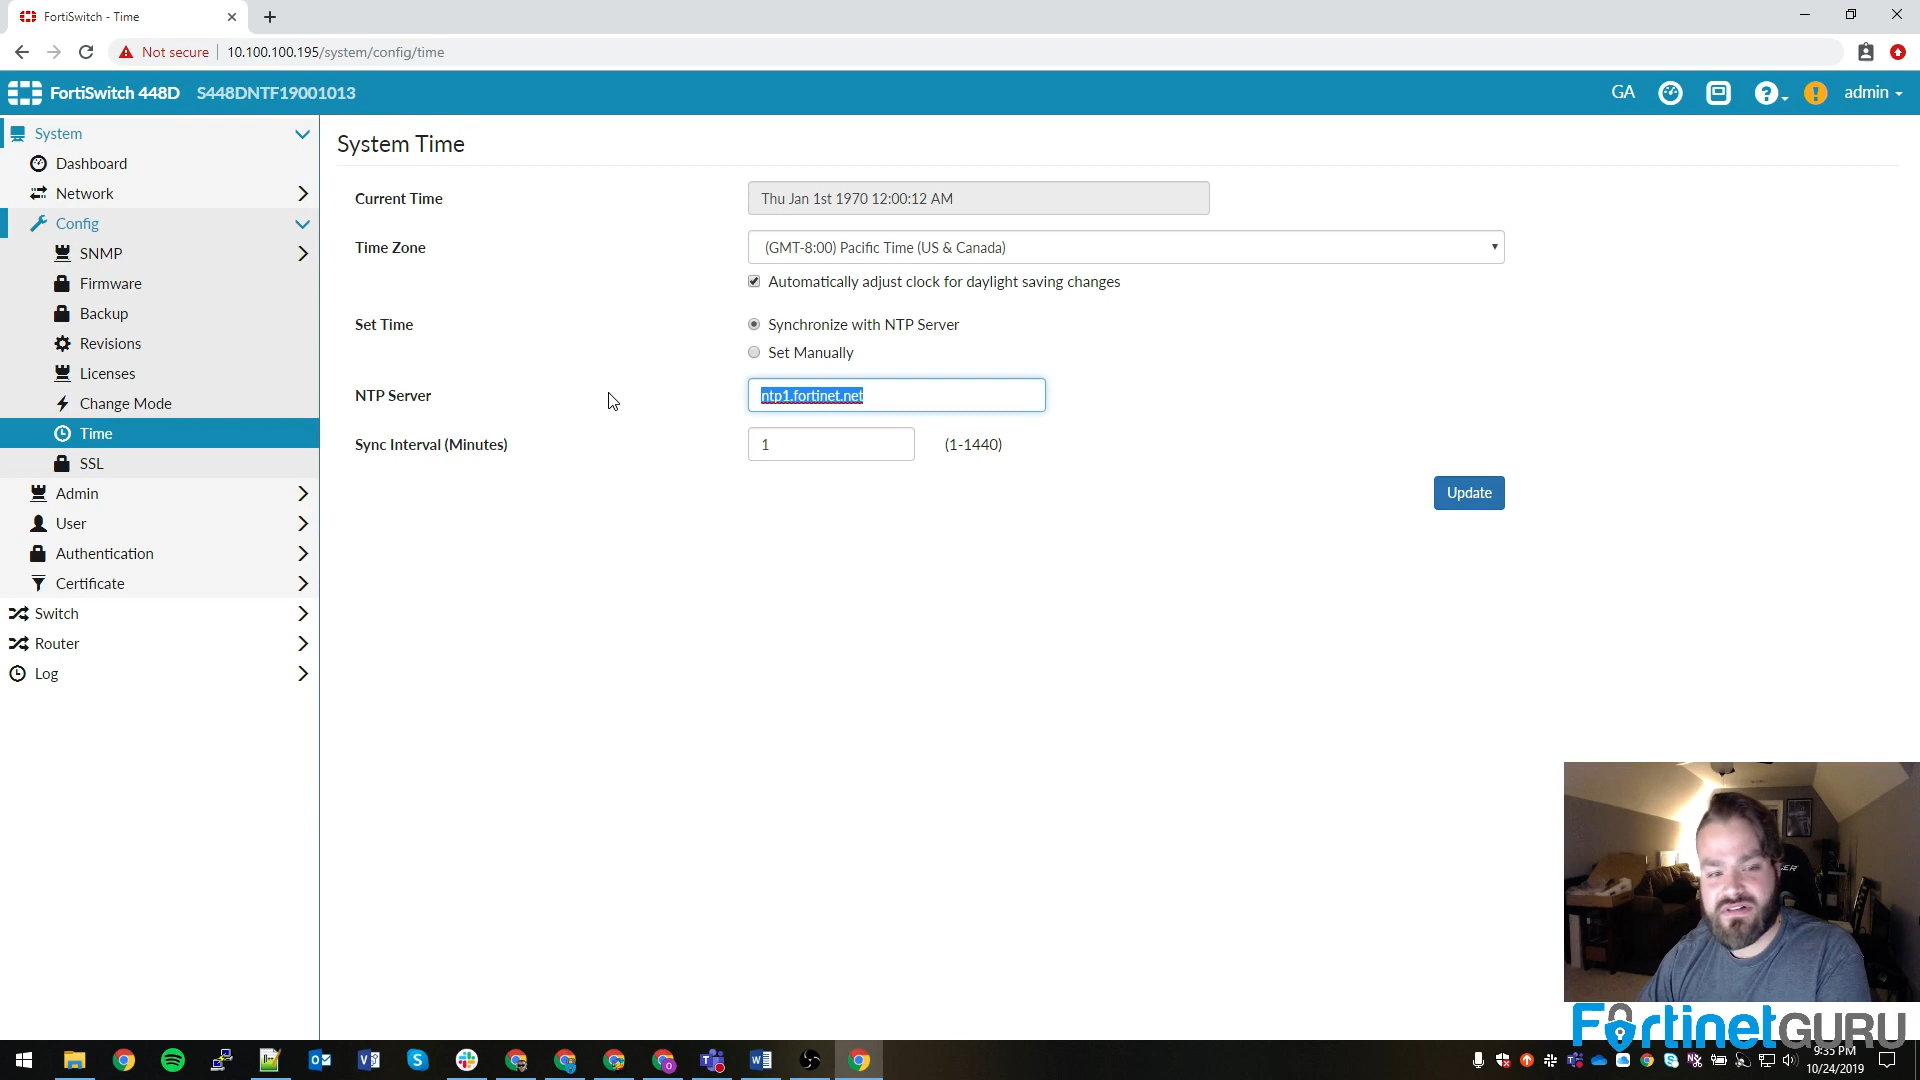 FortiSwitch - Time
Not secure
10.100.100.195/system/config/time
FortiSwitch 448D S448DNTF19001013
GA
admin
System
Dashboard
Network
Config
SNMP
Firmware
Backup
Revisions
Licenses
Change Mode
Time
SSL
Admin
User
Authentication
Certificate
Switch
Router
Log
System Time
Current Time
Thu Jan 1st 1970 12:00:12 AM
Time Zone
(GMT-8:00) Pacific Time (US & Canada)
Automatically adjust clock for daylight saving changes
Set Time
Synchronize with NTP Server
Set Manually
NTP Server
ntp1.fortinet.net
Sync Interval (Minutes)
1
(1-1440)
Update
FortinetGURU
9:35 PM
10/24/2019